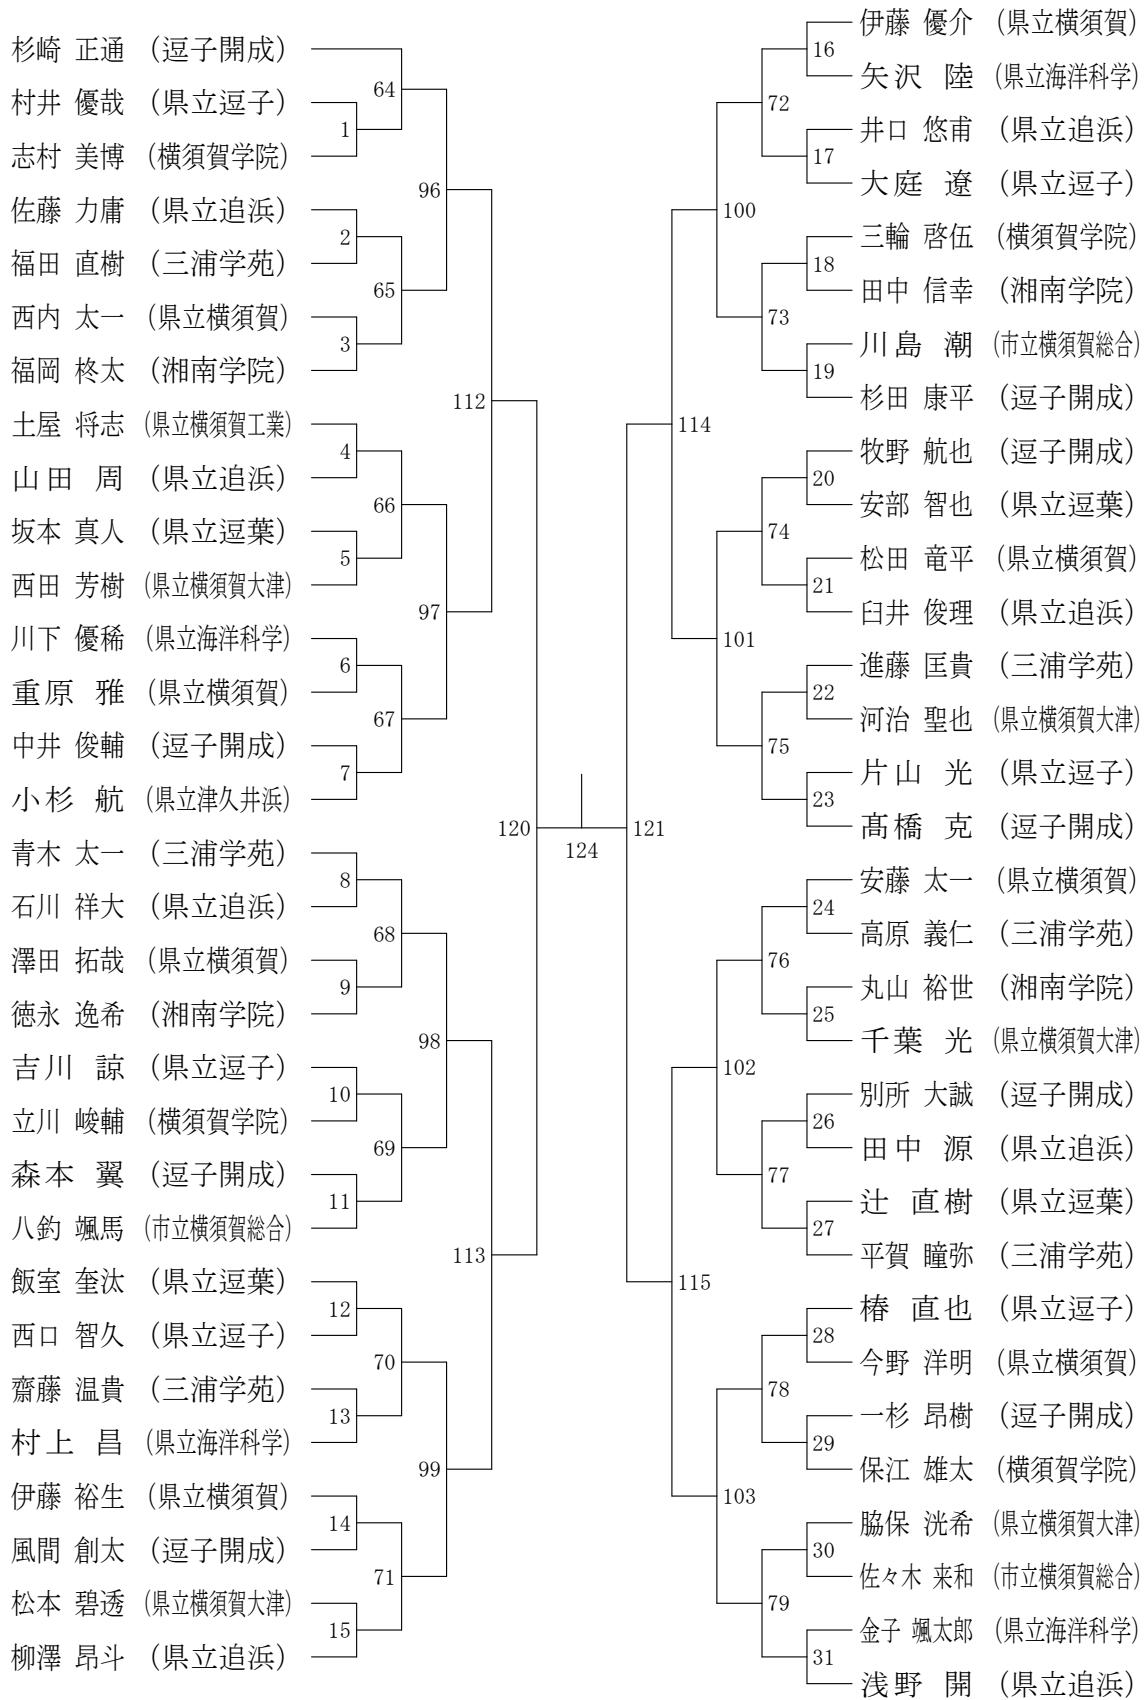 杉崎 正通 (逗子開成)
村井 優哉 (県立逗子)
志村 美博 (横須賀学院)
佐藤 力庸 (県立追浜)
福田 直樹 (三浦学苑)
西内 太一 (県立横須賀)
福岡 柊太 (湘南学院)
土屋 将志 (県立横須賀工業)
山田 周 (県立追浜)
坂本 真人 (県立逗葉)
西田 芳樹 (県立横須賀大津)
川下 優稀 (県立海洋科学)
重原 雅 (県立横須賀)
中井 俊輔 (逗子開成)
小杉 航 (県立津久井浜)
青木 太一 (三浦学苑)
石川 祥大 (県立追浜)
澤田 拓哉 (県立横須賀)
徳永 逸希 (湘南学院)
吉川 諒 (県立逗子)
立川 峻輔 (横須賀学院)
森本 翼 (逗子開成)
八釣 颯馬 (市立横須賀総合)
飯室 奎汰 (県立逗葉)
西口 智久 (県立逗子)
齋藤 温貴 (三浦学苑)
村上 昌 (県立海洋科学)
伊藤 裕生 (県立横須賀)
風間 創太 (逗子開成)
松本 碧透 (県立横須賀大津)
柳澤 昂斗 (県立追浜)
1
2
3
4
5
6
7
8
9
10
11
12
13
14
15
64
65
66
67
68
69
70
71
96
97
98
99
112
113
120
124
121
114
115
100
101
102
103
72
73
74
75
76
77
78
79
16
17
18
19
20
21
22
23
24
25
26
27
28
29
30
31
伊藤 優介 (県立横須賀)
矢沢 陸 (県立海洋科学)
井口 悠甫 (県立追浜)
大庭 遼 (県立逗子)
三輪 啓伍 (横須賀学院)
田中 信幸 (湘南学院)
川島 潮 (市立横須賀総合)
杉田 康平 (逗子開成)
牧野 航也 (逗子開成)
安部 智也 (県立逗葉)
松田 竜平 (県立横須賀)
臼井 俊理 (県立追浜)
進藤 匡貴 (三浦学苑)
河治 聖也 (県立横須賀大津)
片山 光 (県立逗子)
髙橋 克 (逗子開成)
安藤 太一 (県立横須賀)
高原 義仁 (三浦学苑)
丸山 裕世 (湘南学院)
千葉 光 (県立横須賀大津)
別所 大誠 (逗子開成)
田中 源 (県立追浜)
辻 直樹 (県立逗葉)
平賀 瞳弥 (三浦学苑)
椿 直也 (県立逗子)
今野 洋明 (県立横須賀)
一杉 昂樹 (逗子開成)
保江 雄太 (横須賀学院)
脇保 洸希 (県立横須賀大津)
佐々木 来和 (市立横須賀総合)
金子 颯太郎 (県立海洋科学)
浅野 開 (県立追浜)